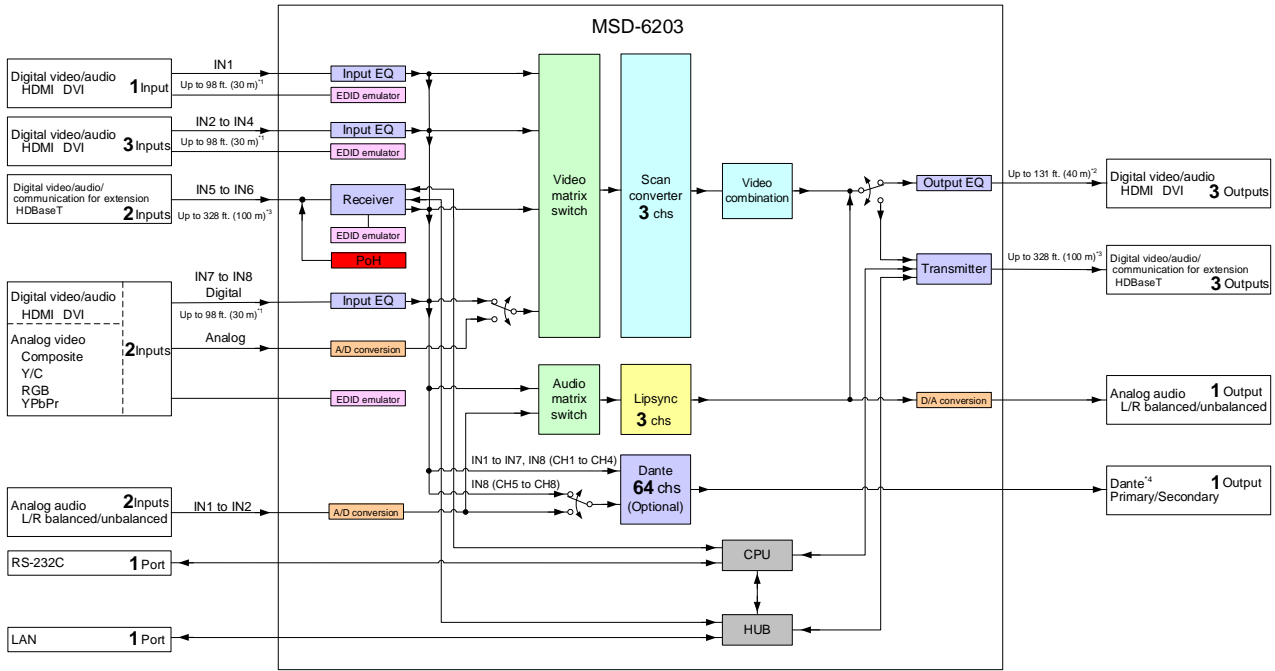 MSD-6203
Digital video/audio
HDMI DVI
1 Input
IN1
Up to 98 ft. (30 m)*1
Input EQ
EDID emulator
Digital video/audio
HDMI DVI
3 Inputs
IN2 to IN4
Up to 98 ft. (30 m)*1
Input EQ
EDID emulator
Digital video/audio/
communication for extension
HDBaseT
2 Inputs
IN5 to IN6
Up to 328 ft. (100 m)*3
Receiver
EDID emulator
PoH
Digital video/audio
HDMI DVI
Analog video
Composite
Y/C
RGB
YPbPr
2 Inputs
IN7 to IN8
Digital
Up to 98 ft. (30 m)*1
Analog
Input EQ
A/D conversion
EDID emulator
Video
matrix
switch
Scan
converter
3 chs
Video
combination
Output EQ
Up to 131 ft. (40 m)*2
Digital video/audio
HDMI DVI
3 Outputs
Transmitter
Up to 328 ft. (100 m)*3
Digital video/audio/
communication for extension
HDBaseT
3 Outputs
Audio
matrix
switch
Lipsync
3 chs
D/A conversion
Analog audio
1 Output
L/R balanced/unbalanced
IN1 to IN7, IN8 (CH1 to CH4)
IN8 (CH5 to CH8)
Dante
64 chs
(Optional)
Dante*4
1 Output
Primary/Secondary
Analog audio
2 Inputs
L/R balanced/unbalanced
IN1 to IN2
A/D conversion
RS-232C
1 Port
CPU
LAN
1 Port
HUB